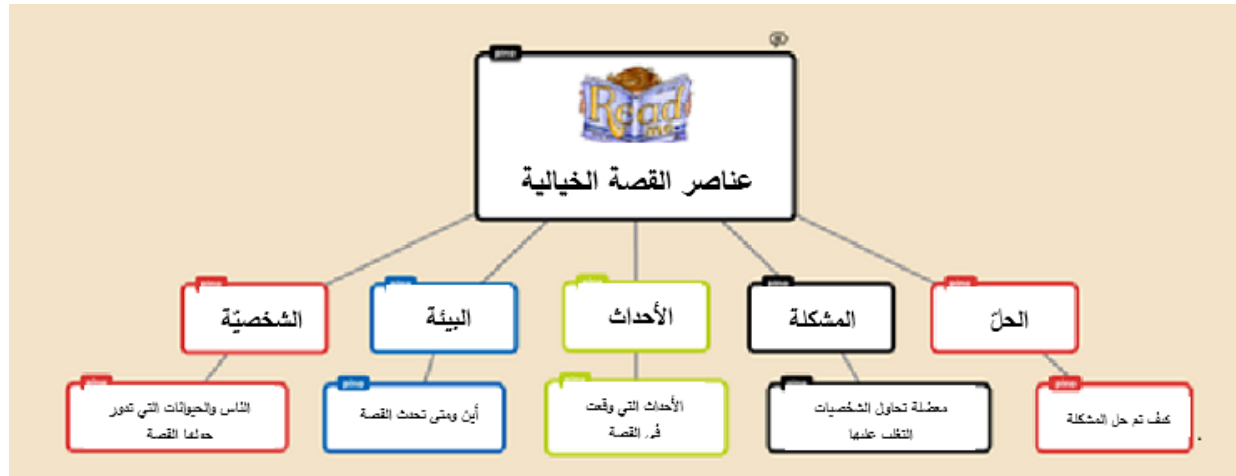 Read
me
عناصر القصة الخيالية
الحلّ
المشكلة
الأحداث
البيئة
الشخصيّة
كيف تم حل المشكلة
معضلة تحاول الشخصيات
التغلب عليها
الأحداث التي وقعت
في القصة
أين ومتى تحدث القصة
الناس والحيوانات التي تدور
حولها القصة